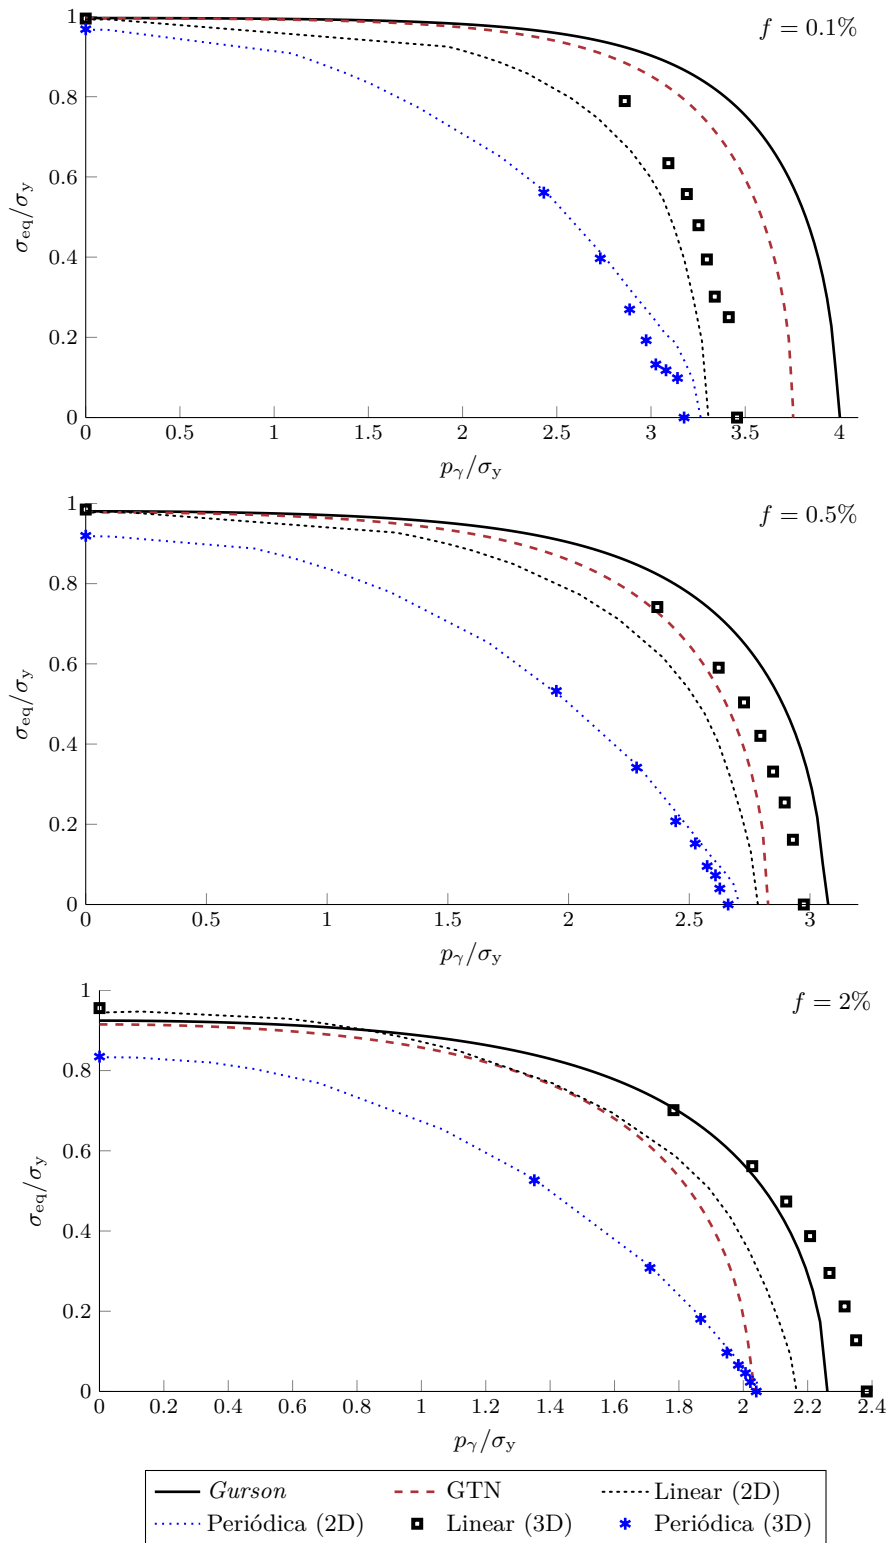 f = 0.1%
1
0.8
0.6
0.4
0.2
0
σeq/σy
0 0.5 1 1.5 2 2.5 3 3.5 4
pγ/σy
f = 0.5%
1
0.8
0.6
0.4
0.2
0
σeq/σy
0 0.5 1 1.5 2 2.5 3
pγ/σy
f = 2%
1
0.8
0.6
0.4
0.2
0
σeq/σy
0 0.2 0.4 0.6 0.8 1 1.2 1.4 1.6 1.8 2 2.2 2.4
pγ/σy
Gurson GTN Linear (2D)
Periódica (2D) Linear (3D) Periódica (3D)